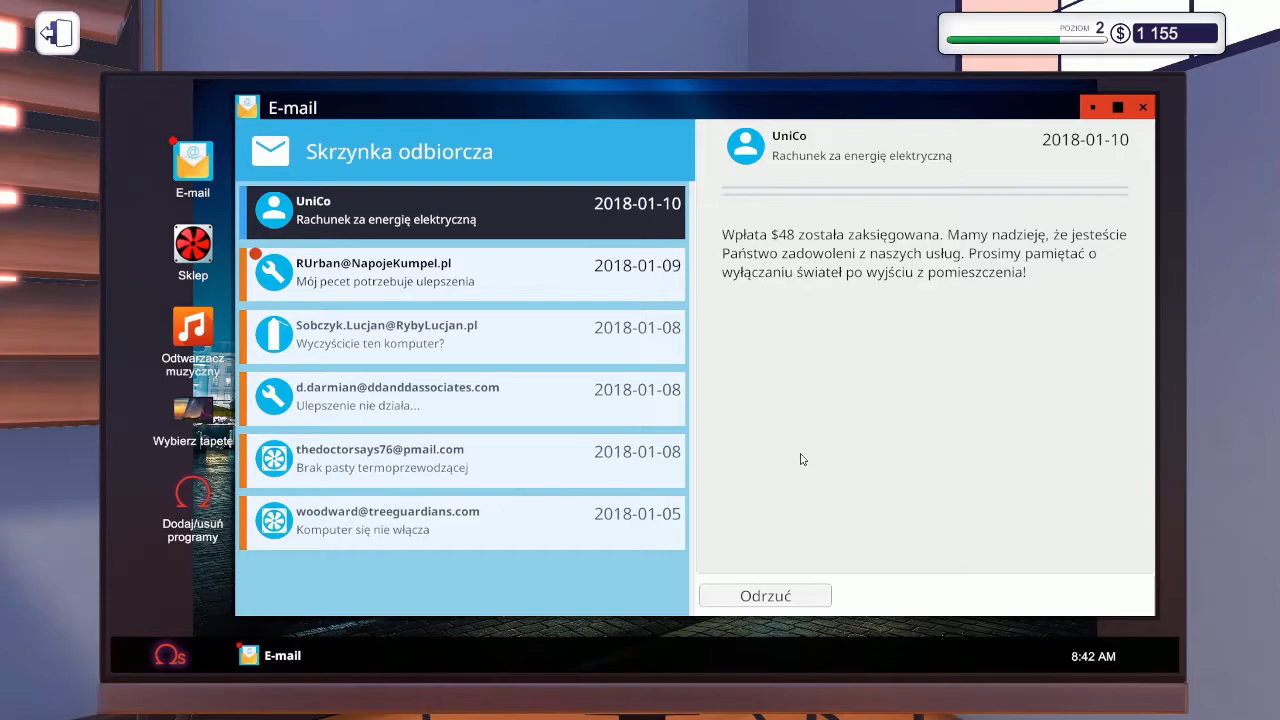 POZIOM 2 $ 1 155
E-mail
Skrzynka odbiorcza
UniCo
2018-01-10
Rachunek za energię elektryczną
RUrban@NapojeKumpel.pl
2018-01-09
Mój pecet potrzebuje ulepszenia
Sobczyk.Lucjan@RybyLucjan.pl
2018-01-08
Wyczyścicie ten komputer?
d.darmian@ddanddassociates.com
2018-01-08
Ulepszenie nie działa...
thedoctorsays76@pmail.com
2018-01-08
Brak pasty termoprzewodzącej
woodward@treeguardians.com
2018-01-05
Komputer się nie włącza
UniCo
2018-01-10
Rachunek za energię elektryczną
Wpłata $48 została zaksięgowana. Mamy nadzieję, że jesteście
Państwo zadowoleni z naszych usług. Prosimy pamiętać o
wyłączaniu świateł po wyjściu z pomieszczenia!
Odrzuć
E-mail
Sklep
Odtwarzacz
muzyczny
Wybierz tapetę
Dodaj/usuń
programy
Ωs
E-mail
8:42 AM